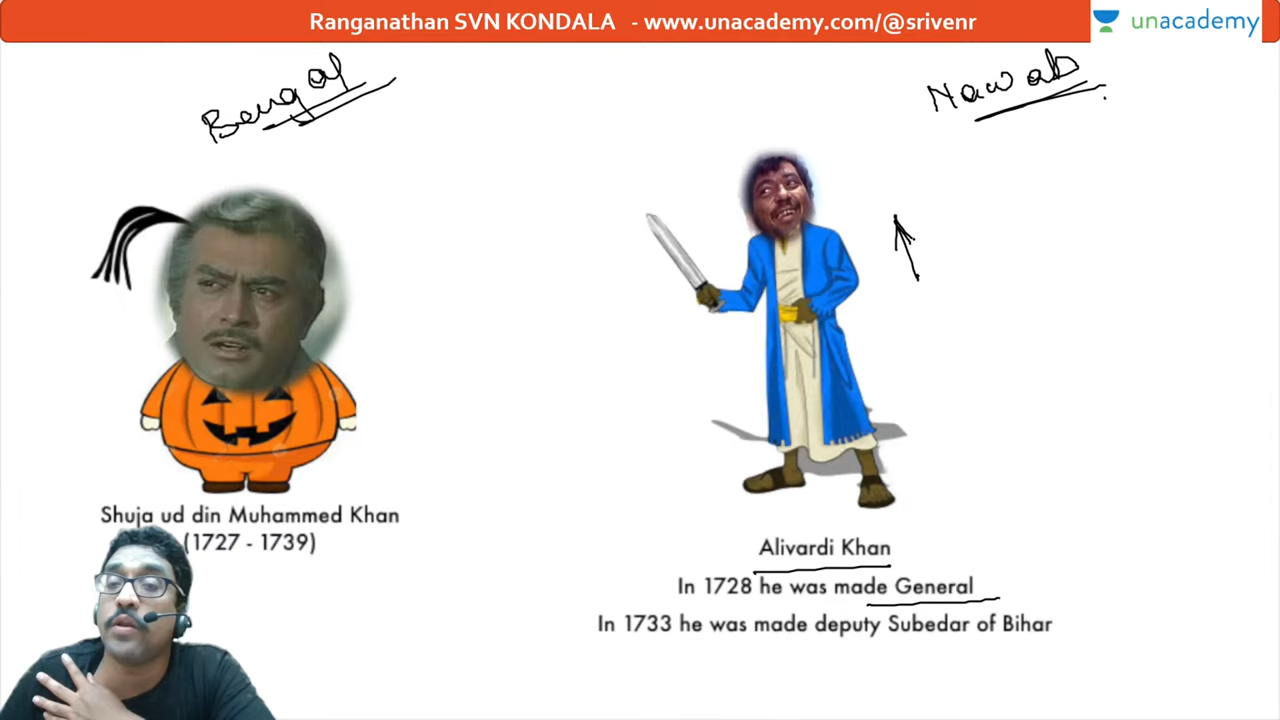 Ranganathan SVN KONDALA - www.unacademy.com/@srivenr
unacademy
Bengal
Nawab
Shuja ud din Muhammed Khan
(1727 - 1739)
Alivardi Khan
In 1728 he was made General
In 1733 he was made deputy Subedar of Bihar